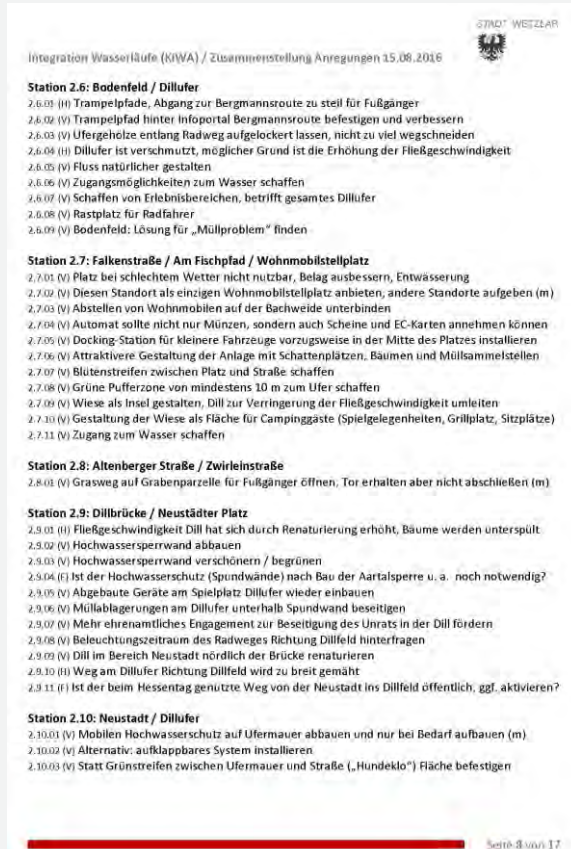 STADT WETZLAR
Integration Wasserläufe (KIWA) / Zusammenstellung Anregungen 15.08.2016
Station 2.6: Bodenfeld / Dillufer
2.6.01 (H) Trampelpfade, Abgang zur Bergmannsroute zu steil für Fußgänger
2.6.02 (V) Trampelpfad hinter Infoportal Bergmannsroute befestigen und verbessern
2.6.03 (V) Ufergehölze entlang Radweg aufgelockert lassen, nicht zu viel wegschneiden
2.6.04 (H) Dillufer ist verschmutzt, möglicher Grund ist die Erhöhung der Fließgeschwindigkeit
2.6.05 (V) Fluss natürlicher gestalten
2.6.06 (V) Zugangsmöglichkeiten zum Wasser schaffen
2.6.07 (V) Schaffen von Erlebnisbereichen, betrifft gesamtes Dillufer
2.6.08 (V) Rastplatz für Radfahrer
2.6.09 (V) Bodenfeld: Lösung für „Müllproblem" finden
Station 2.7: Falkenstraße / Am Fischpfad / Wohnmobilstellplatz
2.7.01 (V) Platz bei schlechtem Wetter nicht nutzbar, Belag ausbessern, Entwässerung
2.7.02 (V) Diesen Standort als einzigen Wohnmobilstellplatz anbieten, andere Standorte aufgeben (m)
2.7.03 (V) Abstellen von Wohnmobilen auf der Bachweide unterbinden
2.7.04 (V) Automat sollte nicht nur Münzen, sondern auch Scheine und EC-Karten annehmen können
2.7.05 (V) Docking-Station für kleinere Fahrzeuge vorzugsweise in der Mitte des Platzes installieren
2.7.06 (V) Attraktivere Gestaltung der Anlage mit Schattenplätzen, Bäumen und Müllsammelstellen
2.7.07 (V) Blütenstreifen zwischen Platz und Straße schaffen
2.7.08 (V) Grüne Pufferzone von mindestens 10 m zum Ufer schaffen
2.7.09 (V) Wiese als Insel gestalten, Dill zur Verringerung der Fließgeschwindigkeit umleiten
2.7.10 (V) Gestaltung der Wiese als Fläche für Campinggäste (Spielgelegenheiten, Grillplatz, Sitzplätze)
2.7.11 (V) Zugang zum Wasser schaffen
Station 2.8: Altenberger Straße / Zwirleinstraße
2.8.01 (V) Grasweg auf Grabenparzelle für Fußgänger öffnen, Tor erhalten aber nicht abschließen (m)
Station 2.9: Dillbrücke / Neustädter Platz
2.9.01 (H) Fließgeschwindigkeit Dill hat sich durch Renaturierung erhöht, Bäume werden unterspült
2.9.02 (V) Hochwassersperrwand abbauen
2.9.03 (V) Hochwassersperrwand verschönern / begrünen
2.9.04 (F) Ist der Hochwasserschutz (Spundwände) nach Bau der Aartalsperre u. a. noch notwendig?
2.9.05 (V) Abgebaute Geräte am Spielplatz Dillufer wieder einbauen
2.9.06 (V) Müllablagerungen am Dillufer unterhalb Spundwand beseitigen
2.9.07 (V) Mehr ehrenamtliches Engagement zur Beseitigung des Unrats in der Dill fördern
2.9.08 (V) Beleuchtungszeitraum des Radweges Richtung Dillfeld hinterfragen
2.9.09 (V) Dill im Bereich Neustadt nördlich der Brücke renaturieren
2.9.10 (H) Weg am Dillufer Richtung Dillfeld wird zu breit gemäht
2.9.11 (F) Ist der beim Hessentag genutzte Weg von der Neustadt ins Dillfeld öffentlich, ggf. aktivieren?
Station 2.10: Neustadt / Dillufer
2.10.01 (V) Mobilen Hochwasserschutz auf Ufermauer abbauen und nur bei Bedarf aufbauen (m)
2.10.02 (V) Alternativ: aufklappbares System installieren
2.10.03 (V) Statt Grünstreifen zwischen Ufermauer und Straße („Hundeklo") Fläche befestigen
Seite 8 von 17